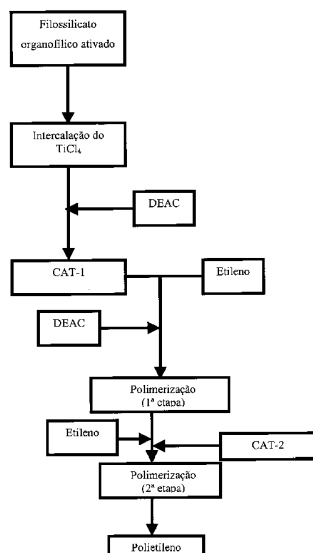 Filossilicato
organofílico ativado
Intercalação do
TiCl₄
DEAC
CAT-1
Etileno
DEAC
Polimerização
(1ª etapa)
Etileno
CAT-2
Polimerização
(2ª etapa)
Polietileno